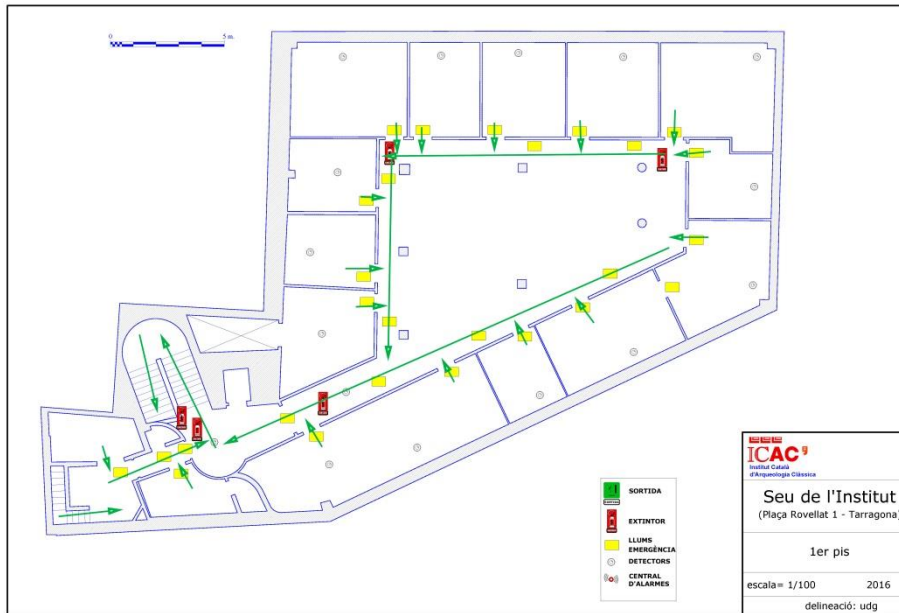 0
5 m
SORTIDA
EXTINTOR
LLUMS
EMERGÈNCIA
DETECTORS
CENTRAL
D'ALARMES
ICAC
Institut Català
d'Arqueologia Clàssica
Seu de l'Institut
(Plaça Rovellat 1 - Tarragona)
1er pis
escala= 1/100 2016
delineació: udg